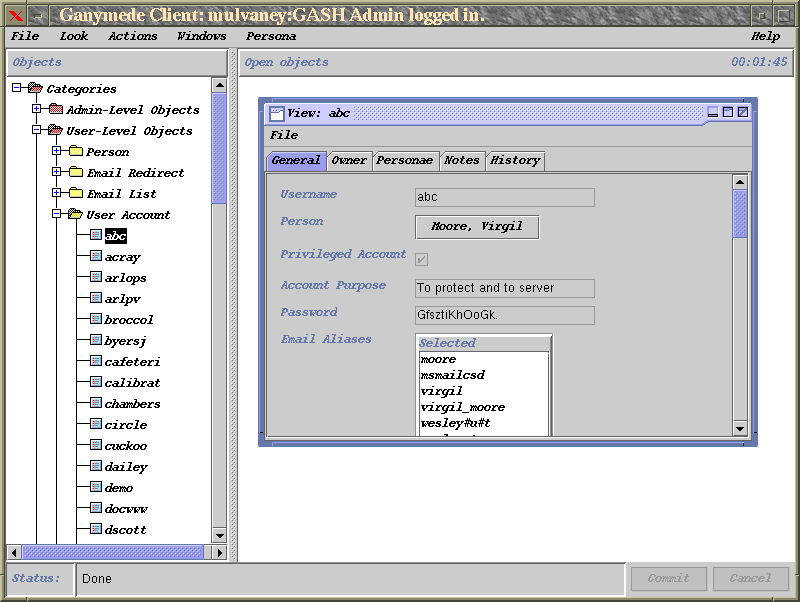 Ganymede Client: mulvaney:GASH Admin logged in.
File Look Actions Windows Persona Help
Objects
Open objects 00:01:45
Categories
Admin-Level Objects
User-Level Objects
Person
Email Redirect
Email List
User Account
abc
acray
arlops
arlpv
broccol
byersj
cafeteri
calibrat
chambers
circle
cuckoo
dailey
demo
docwww
dscott
View: abc
File
General Owner Personae Notes History
Username abc
Person Moore, Virgil
Privileged Account
Account Purpose To protect and to server
Password GfsztiKhOoGk.
Email Aliases Selected
moore
msmailcsd
virgil
virgil_moore
wesley#u#t
Status: Done Commit Cancel